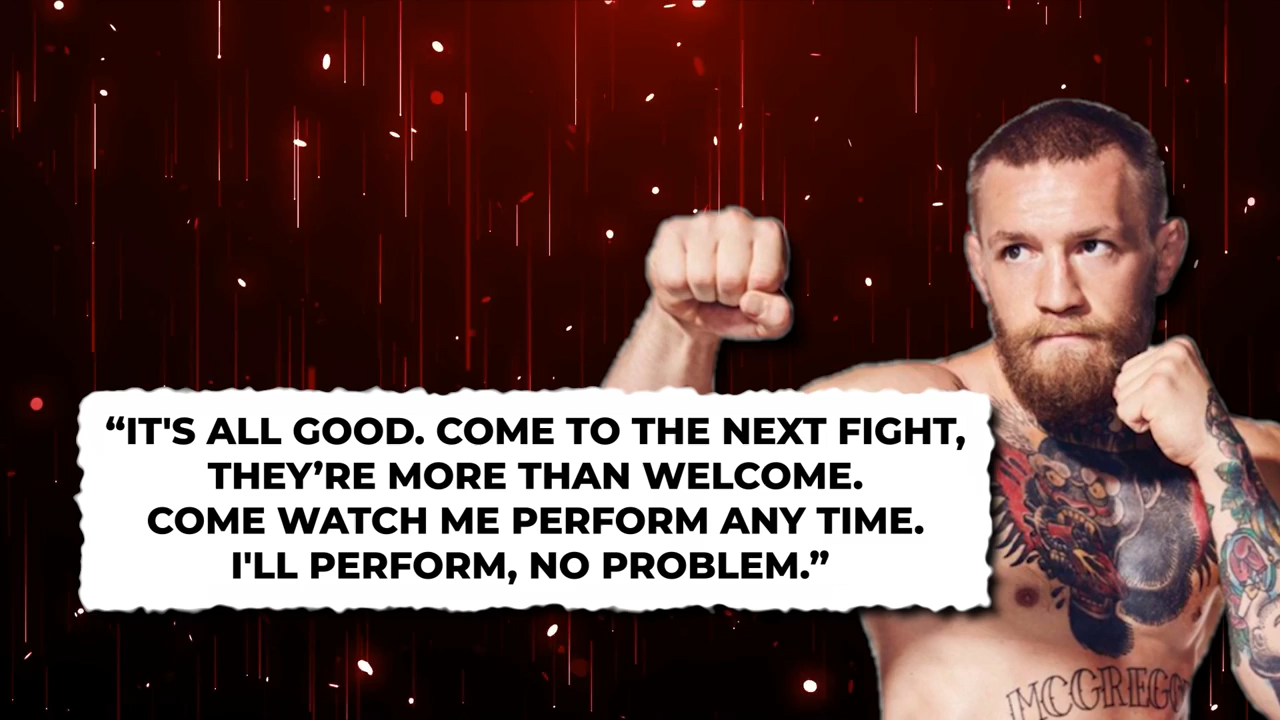 “IT'S ALL GOOD. COME TO THE NEXT FIGHT,
THEY’RE MORE THAN WELCOME.
COME WATCH ME PERFORM ANY TIME.
I'LL PERFORM, NO PROBLEM.”
MCGREGO